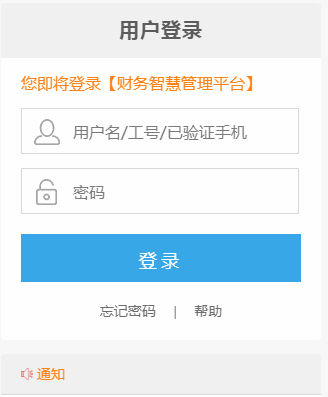 用户登录
您即将登录【财务智慧管理平台】
用户名/工号/已验证手机
密码
登录
忘记密码 | 帮助
通知